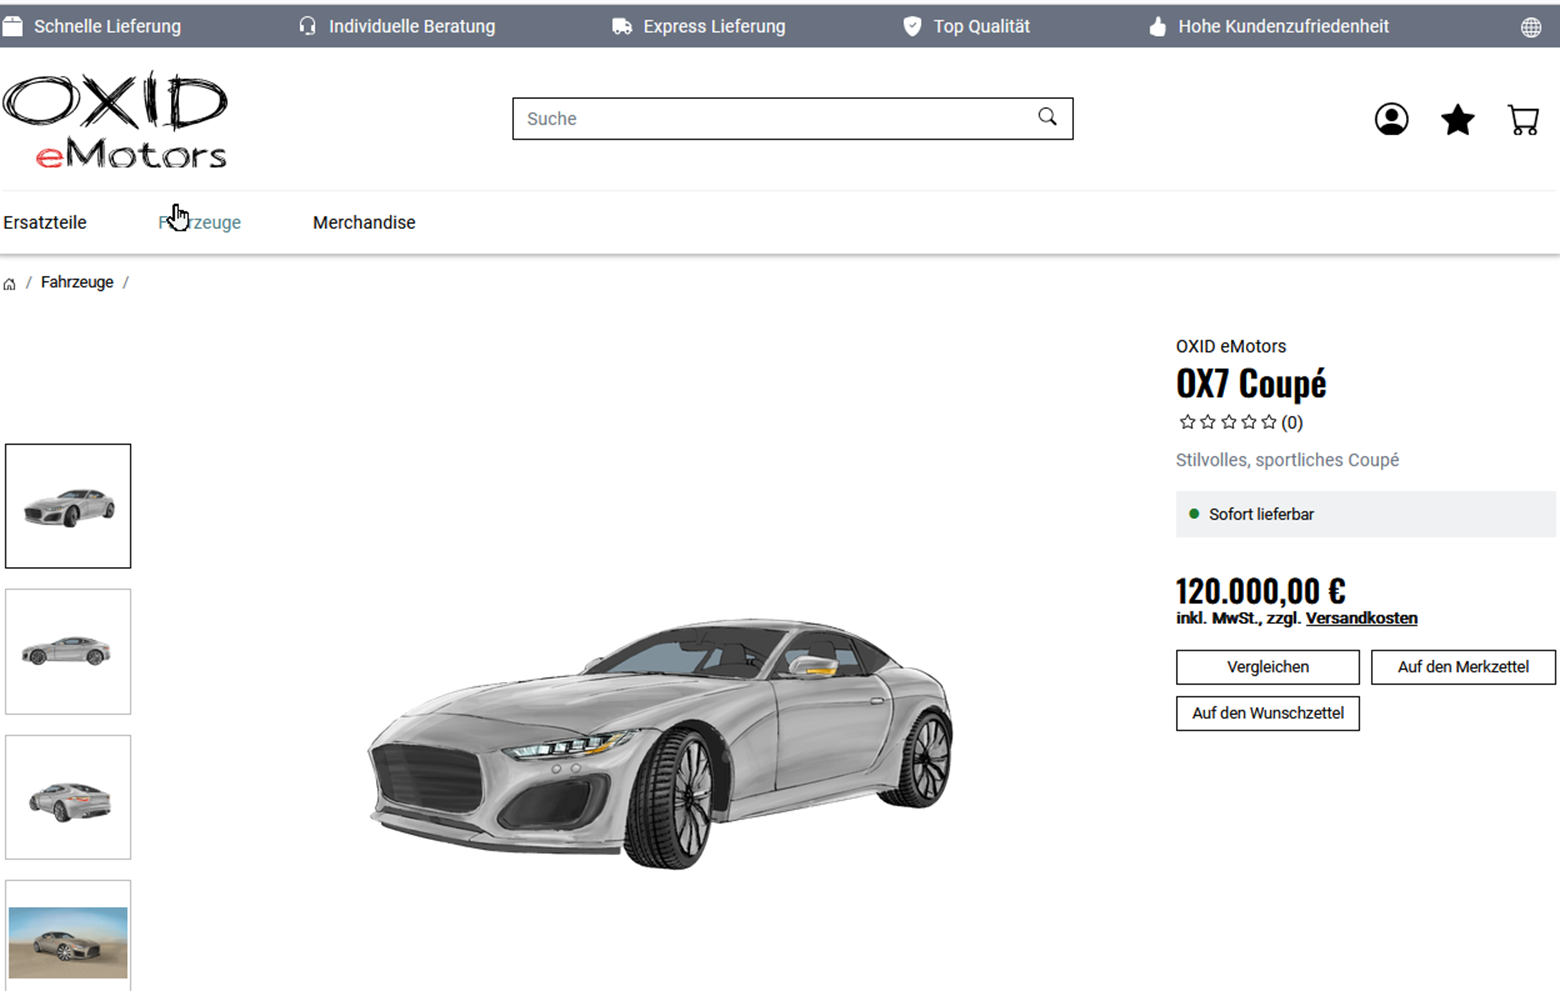 Schnelle Lieferung
Individuelle Beratung
Express Lieferung
Top Qualität
Hohe Kundenzufriedenheit
OXID
eMotors
Suche
Ersatzteile
Fahrzeuge
Merchandise
/ Fahrzeuge /
OXID eMotors
OX7 Coupé
(0)
Stilvolles, sportliches Coupé
Sofort lieferbar
120.000,00 €
inkl. MwSt., zzgl. Versandkosten
Vergleichen
Auf den Merkzettel
Auf den Wunschzettel